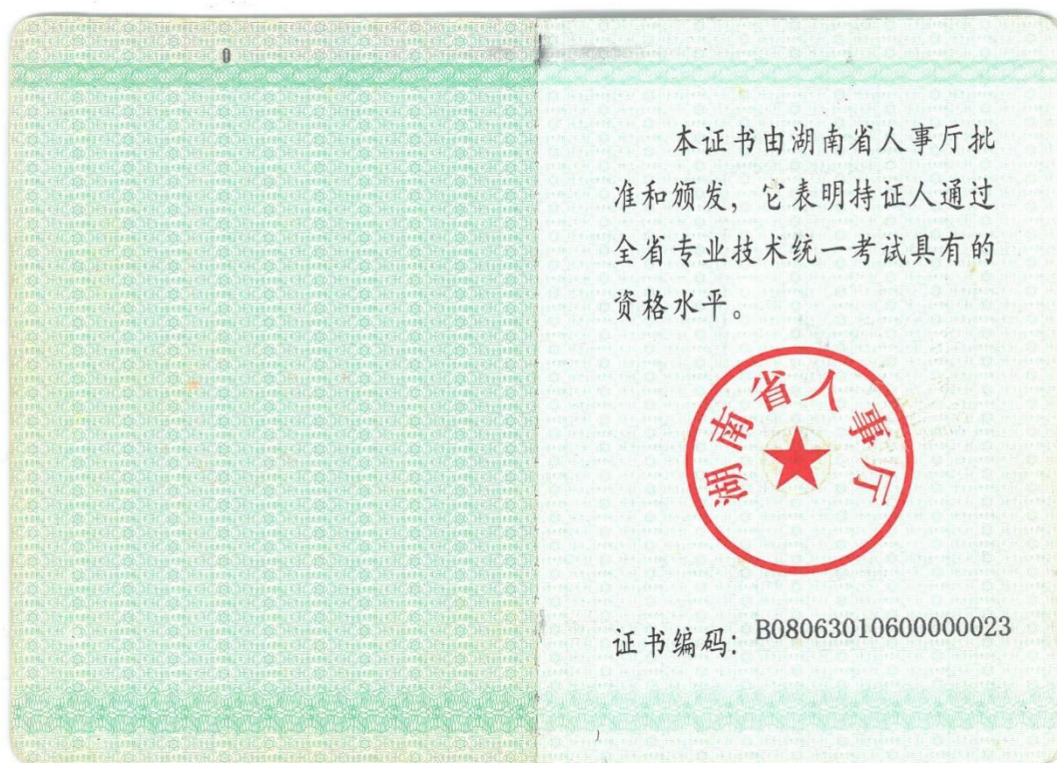 0
本证书由湖南省人事厅批
准和颁发，它表明持证人通过
全省专业技术统一考试具有的
资格水平。
湖南省人事厅
证书编码：B08063010600000023